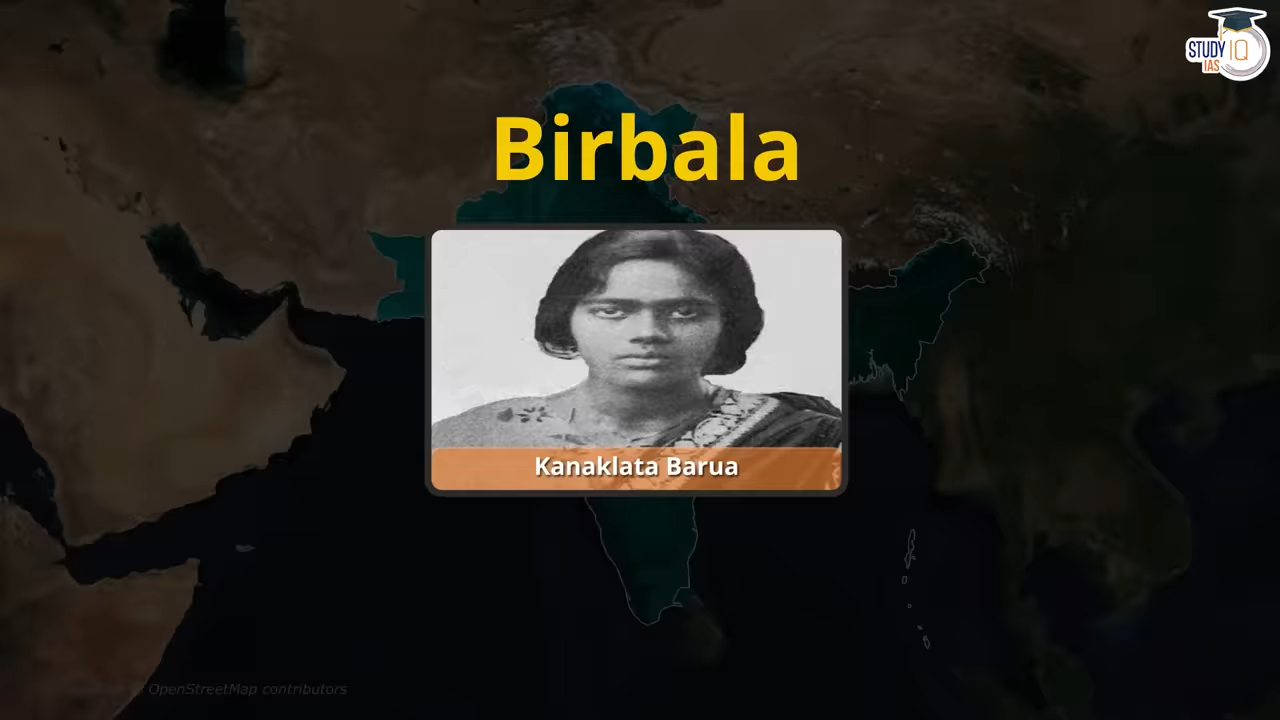 STUDY IQ
IAS
Birbala
Kanaklata Barua
OpenStreetMap contributors